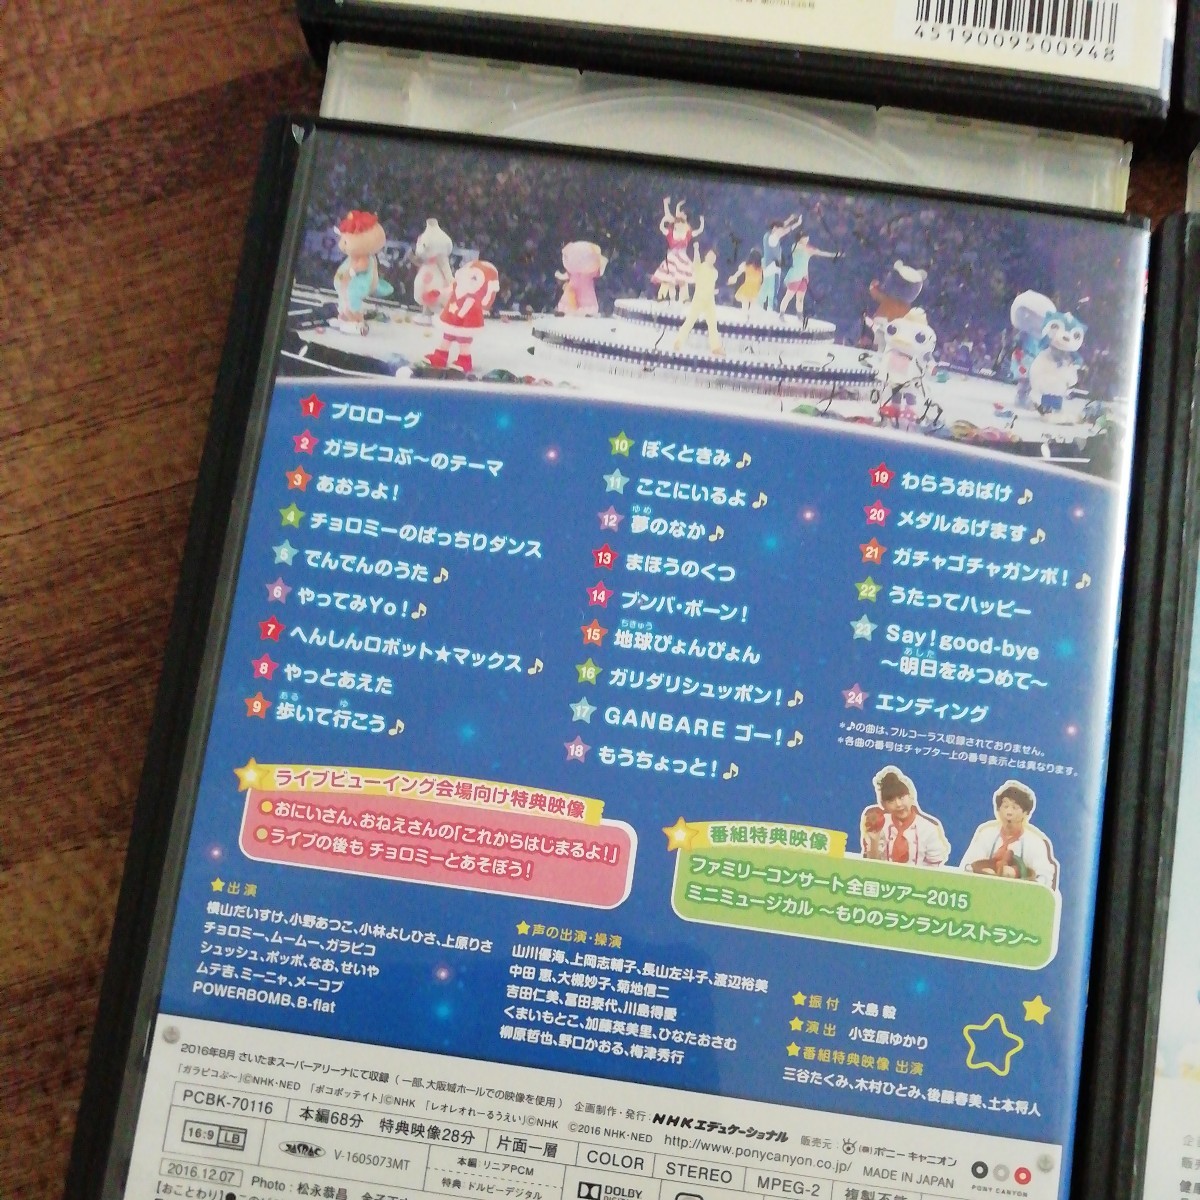 4519009500948
1 プロローグ
2 ガラピコぷ〜のテーマ
3 あおうよ!
4 チョロミーのばっちりダンス
5 でんでんのうた♪
6 やってみYo!♪
7 へんしんロボット★マックス♪
8 やっとあえた
9 歩いて行こう♪
ある ゆ
10 ぼくときみ♪
11 ここにいるよ♪
12 夢のなか♪
ゆめ
13 まほうのくつ
14 ブンバ・ボーン!
15 地球ぴょんぴょん
ちきゅう
16 ガリダリシュッポン!♪
17 GANBARE ゴー!♪
18 もうちょっと!♪
19 わらうおばけ♪
20 メダルあげます♪
21 ガチャゴチャガンボ!♪
22 うたってハッピー
23 Say!good-bye
〜明日をみつめて〜
あした
24 エンディング
*♪の曲は、フルコーラス収録されておりません。
*各曲の番号はチャプター上の番号表示とは異なります。
ライブビューイング会場向け特典映像
●おにいさん、おねえさんの「これからはじまるよ!」
●ライブの後も チョロミーとあそぼう!
番組特典映像
ファミリーコンサート全国ツアー2015
ミニミュージカル 〜もりのランランレストラン〜
★出演
横山だいすけ、小野あつこ、小林よしひさ、上原りさ
チョロミー、ムームー、ガラピコ
シュッシュ、ポッポ、なお、せいや
ムテ吉、ミーニャ、メーコブ
POWERBOMB、B-flat
★声の出演・操演
山川優海、上岡志輔子、長山左斗子、渡辺裕美
中田 恵、大槻妙子、菊地信二
吉田仁美、冨田泰代、川島得愛
くまいもとこ、加藤英美里、ひなたおさむ
柳原哲也、野口かおる、梅津秀行
★振付 大島 毅
★演出 小笠原ゆかり
★番組特典映像 出演
三谷たくみ、木村ひとみ、後藤春美、土本将人
2016年8月 さいたまスーパーアリーナにて収録 (一部、大阪城ホールでの映像を使用)
「ガラピコぷ〜」©NHK・NED 「ポコポッテイト」©NHK 「レオレオれーるうえい」©NHK ©2016 NHK・NED
企画制作・発行:NHKエデュケーショナル 販売元: (株)ポニーキャニオン
http://www.ponycanyon.co.jp/ MADE IN JAPAN
PONY CANYON
PCBK-70116 本編68分 特典映像28分 片面一層 COLOR STEREO MPEG-2 複製不能
16:9 LB
JASRAC V-1605073MT
本編:リニアPCM
特典:ドルビーデジタル
DOLBY
2016.12.07 Photo:松永恭昌
【おことわり】